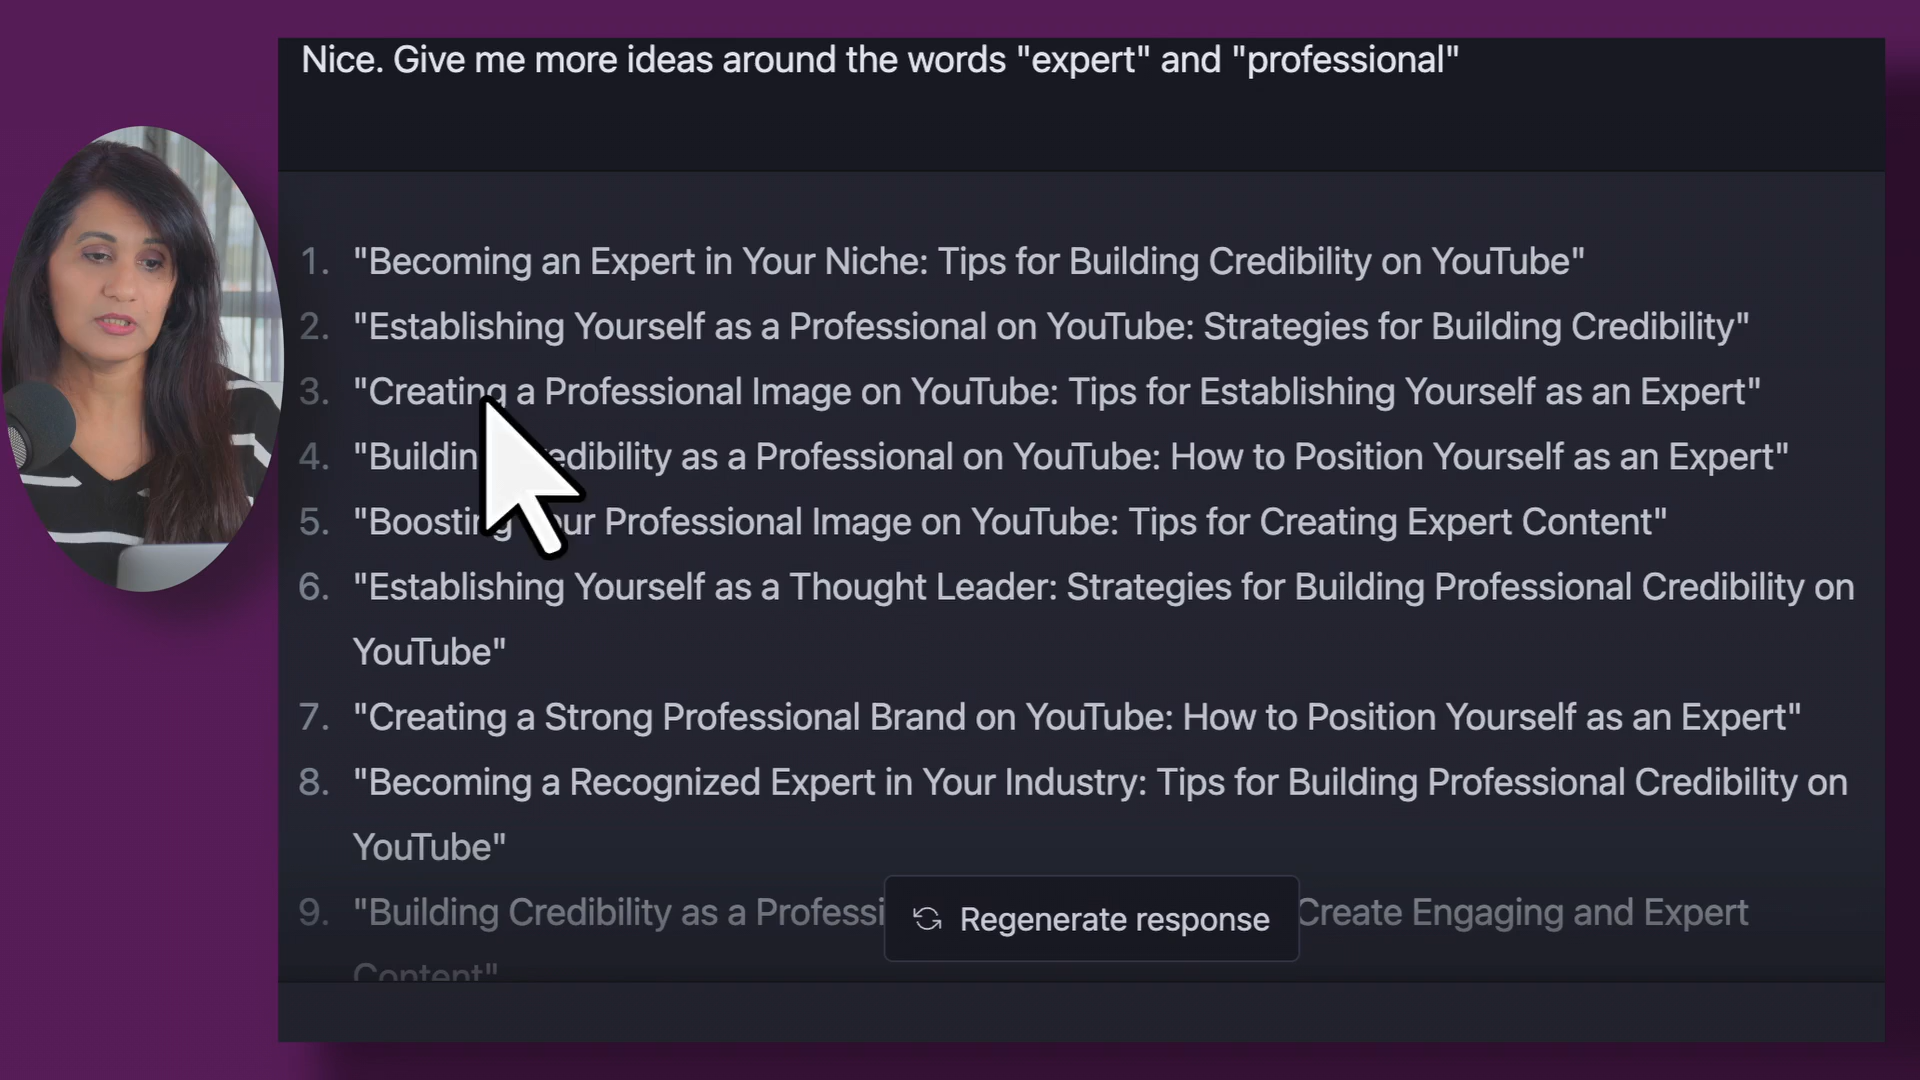 Nice. Give me more ideas around the words "expert" and "professional"
1. "Becoming an Expert in Your Niche: Tips for Building Credibility on YouTube"
2. "Establishing Yourself as a Professional on YouTube: Strategies for Building Credibility"
3. "Creating a Professional Image on YouTube: Tips for Establishing Yourself as an Expert"
4. "Buildin edibility as a Professional on YouTube: How to Position Yourself as an Expert"
5. "Boosting ur Professional Image on YouTube: Tips for Creating Expert Content"
6. "Establishing Yourself as a Thought Leader: Strategies for Building Professional Credibility on
YouTube"
7. "Creating a Strong Professional Brand on YouTube: How to Position Yourself as an Expert"
8. "Becoming a Recognized Expert in Your Industry: Tips for Building Professional Credibility on
YouTube"
9. "Building Credibility as a Professi Create Engaging and Expert
Content"
Regenerate response